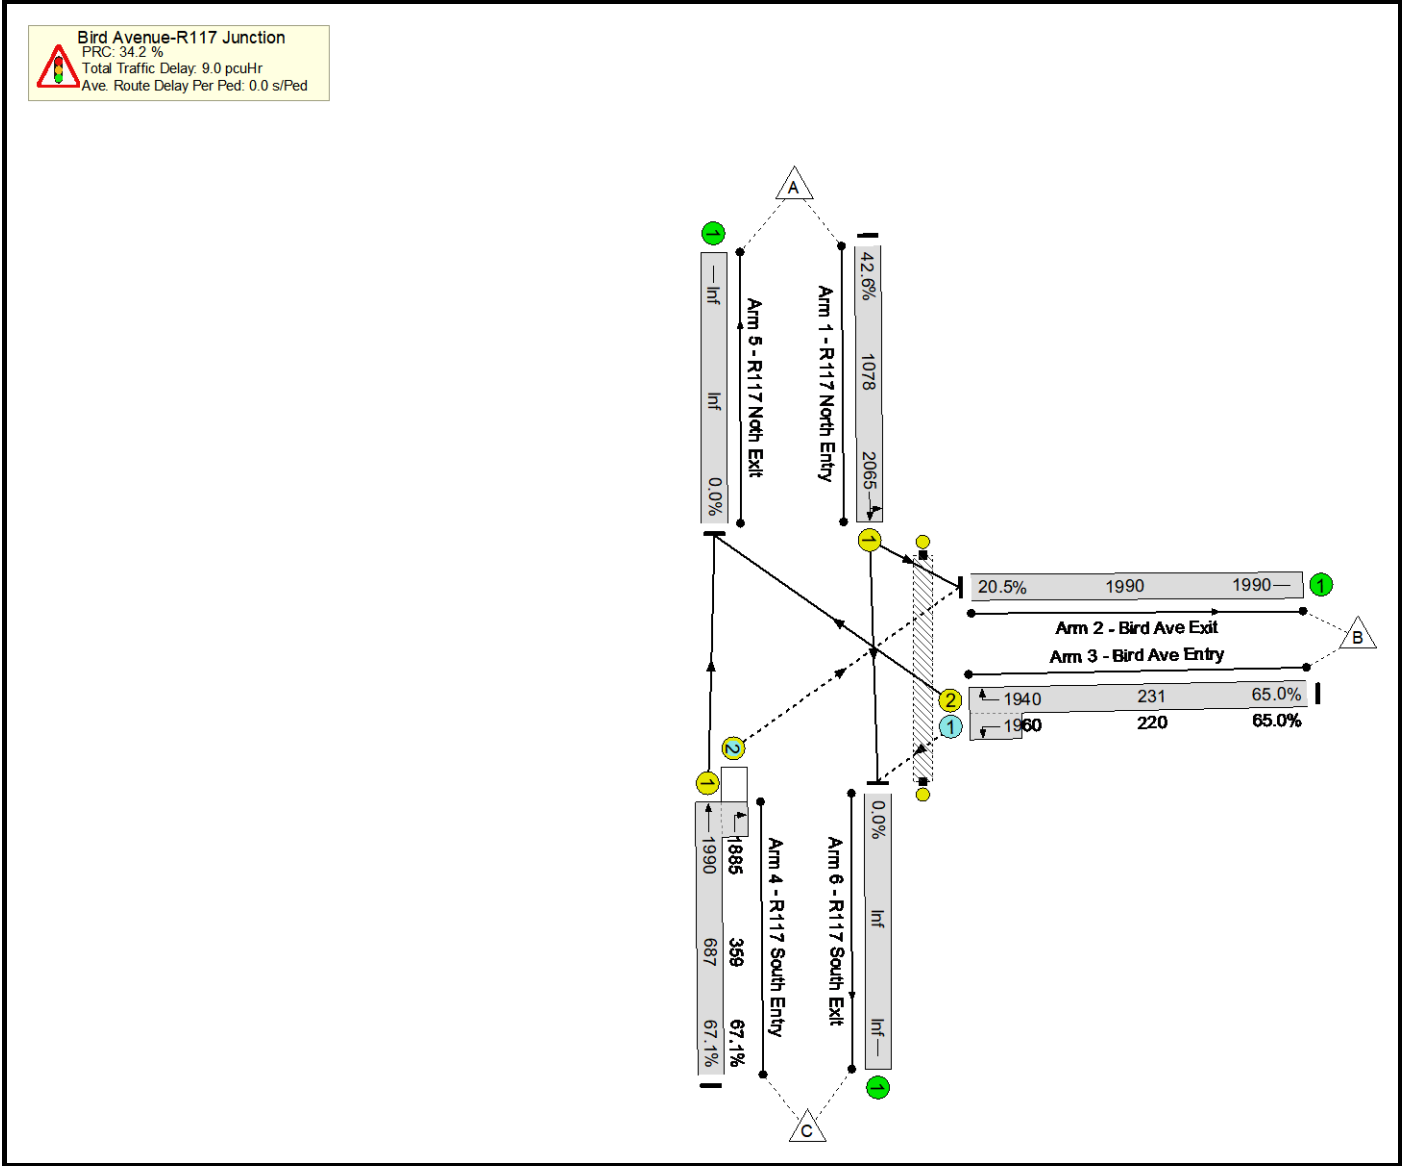 Bird Avenue-R117 Junction
PRC: 34.2 %
Total Traffic Delay: 9.0 pcuHr
Ave. Route Delay Per Ped: 0.0 s/Ped
A
1
Inf
Inf
0.0%
Arm 5 - R117 Noth Exit
Arm 1 - R117 North Entry
42.6%
1078
2065
1
20.5%
1990
1990
1
Arm 2 - Bird Ave Exit
B
Arm 3 - Bird Ave Entry
2
1940
231
65.0%
1
1960
220
65.0%
2
1
1990
687
67.1%
1885
359
67.1%
Arm 4 - R117 South Entry
Arm 6 - R117 South Exit
0.0%
Inf
Inf
1
C